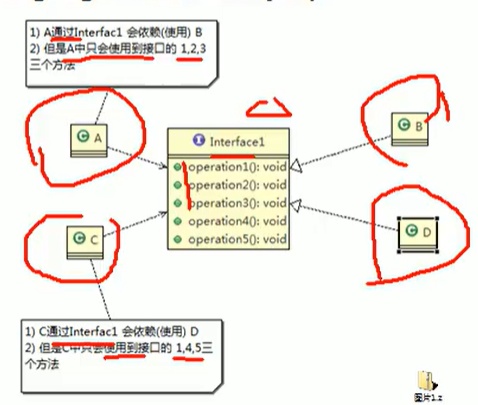 1) A通过Interfac1 会依赖(使用) B
2) 但是A中只会使用到接口的 1,2,3
三个方法
A
Interface1
B
operation1(): void
operation2(): void
operation3(): void
operation4(): void
operation5(): void
C
D
1) C通过Interfac1 会依赖(使用) D
2) 但是C中只会使用到接口的 1,4,5三
个方法
图片1.z